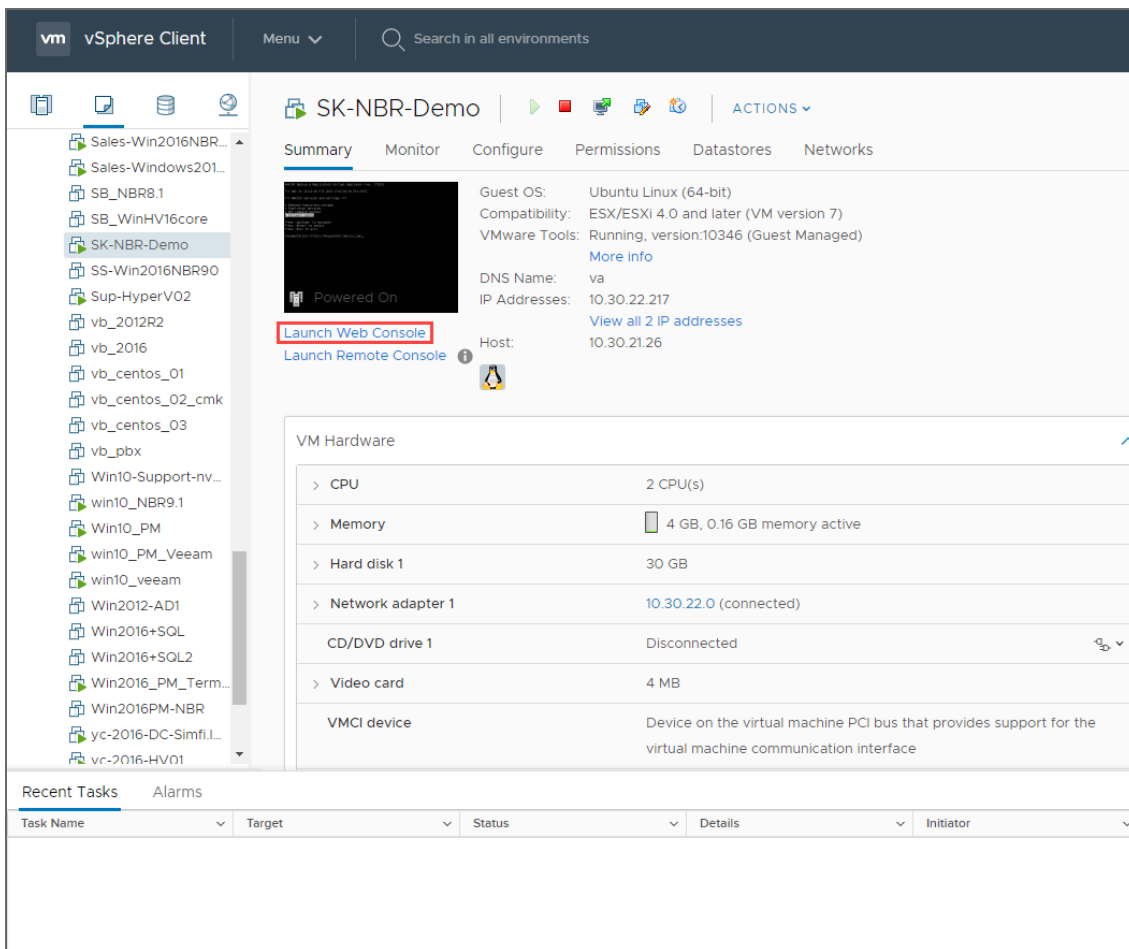 vm vSphere Client Menu Search in all environments
Sales-Win2016NBR...
Sales-Windows201...
SB_NBR8.1
SB_WinHV16core
SK-NBR-Demo
SS-Win2016NBR90
Sup-HyperV02
vb_2012R2
vb_2016
vb_centos_01
vb_centos_02_cmk
vb_centos_03
vb_pbx
Win10-Support-nv...
win10_NBR9.1
Win10_PM
win10_PM_Veeam
win10_veeam
Win2012-AD1
Win2016+SQL
Win2016+SQL2
Win2016_PM_Term...
Win2016PM-NBR
yc-2016-DC-Simfi.l...
yc-2016-HV01
SK-NBR-Demo ACTIONS
Summary Monitor Configure Permissions Datastores Networks
Powered On
Launch Web Console
Launch Remote Console
Guest OS: Ubuntu Linux (64-bit)
Compatibility: ESX/ESXi 4.0 and later (VM version 7)
VMware Tools: Running, version:10346 (Guest Managed)
More info
DNS Name: va
IP Addresses: 10.30.22.217
View all 2 IP addresses
Host: 10.30.21.26
VM Hardware
CPU 2 CPU(s)
Memory 4 GB, 0.16 GB memory active
Hard disk 1 30 GB
Network adapter 1 10.30.22.0 (connected)
CD/DVD drive 1 Disconnected
Video card 4 MB
VMCI device Device on the virtual machine PCI bus that provides support for the
virtual machine communication interface
Recent Tasks Alarms
Task Name Target Status Details Initiator